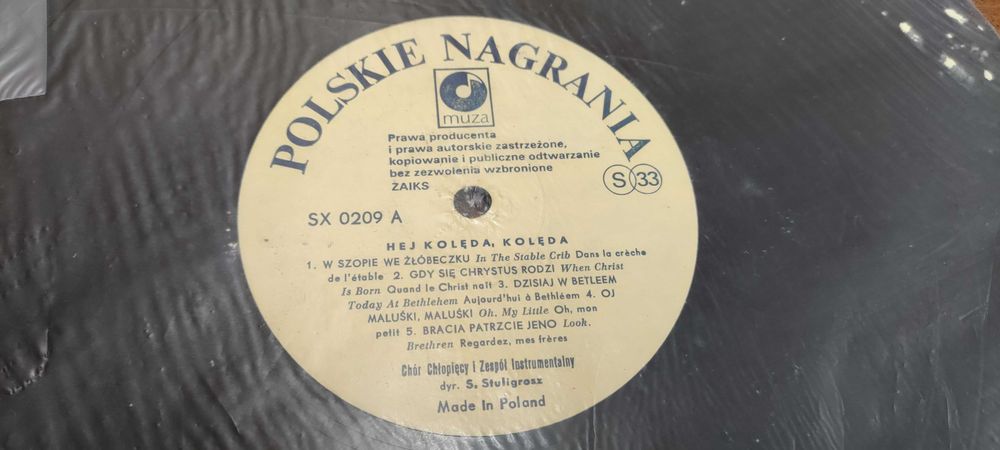 POLSKIE NAGRANIA
muza
Prawa producenta
i prawa autorskie zastrzeżone,
kopiowanie i publiczne odtwarzanie
bez zezwolenia wzbronione
ŻAIKS
S 33
SX 0209 A
HEJ KOLĘDA, KOLĘDA
1. W SZOPIE WE ŻŁÓBECZKU In The Stable Crib Dans la crèche
de l'étable 2. GDY SIĘ CHRYSTUS RODZI When Christ
Is Born Quand le Christ naît 3. DZISIAJ W BETLEEM
Today At Bethlehem Aujourd'hui à Bethléem 4. OJ
MALUŚKI, MALUŚKI Oh. My Little Oh, mon
petit 5. BRACIA PATRZCIE JENO Look.
Brethren Regardez, mes frères
Chór Chłopięcy i Zespół Instrumentalny
dyr. S. Stuligrosz
Made in Poland